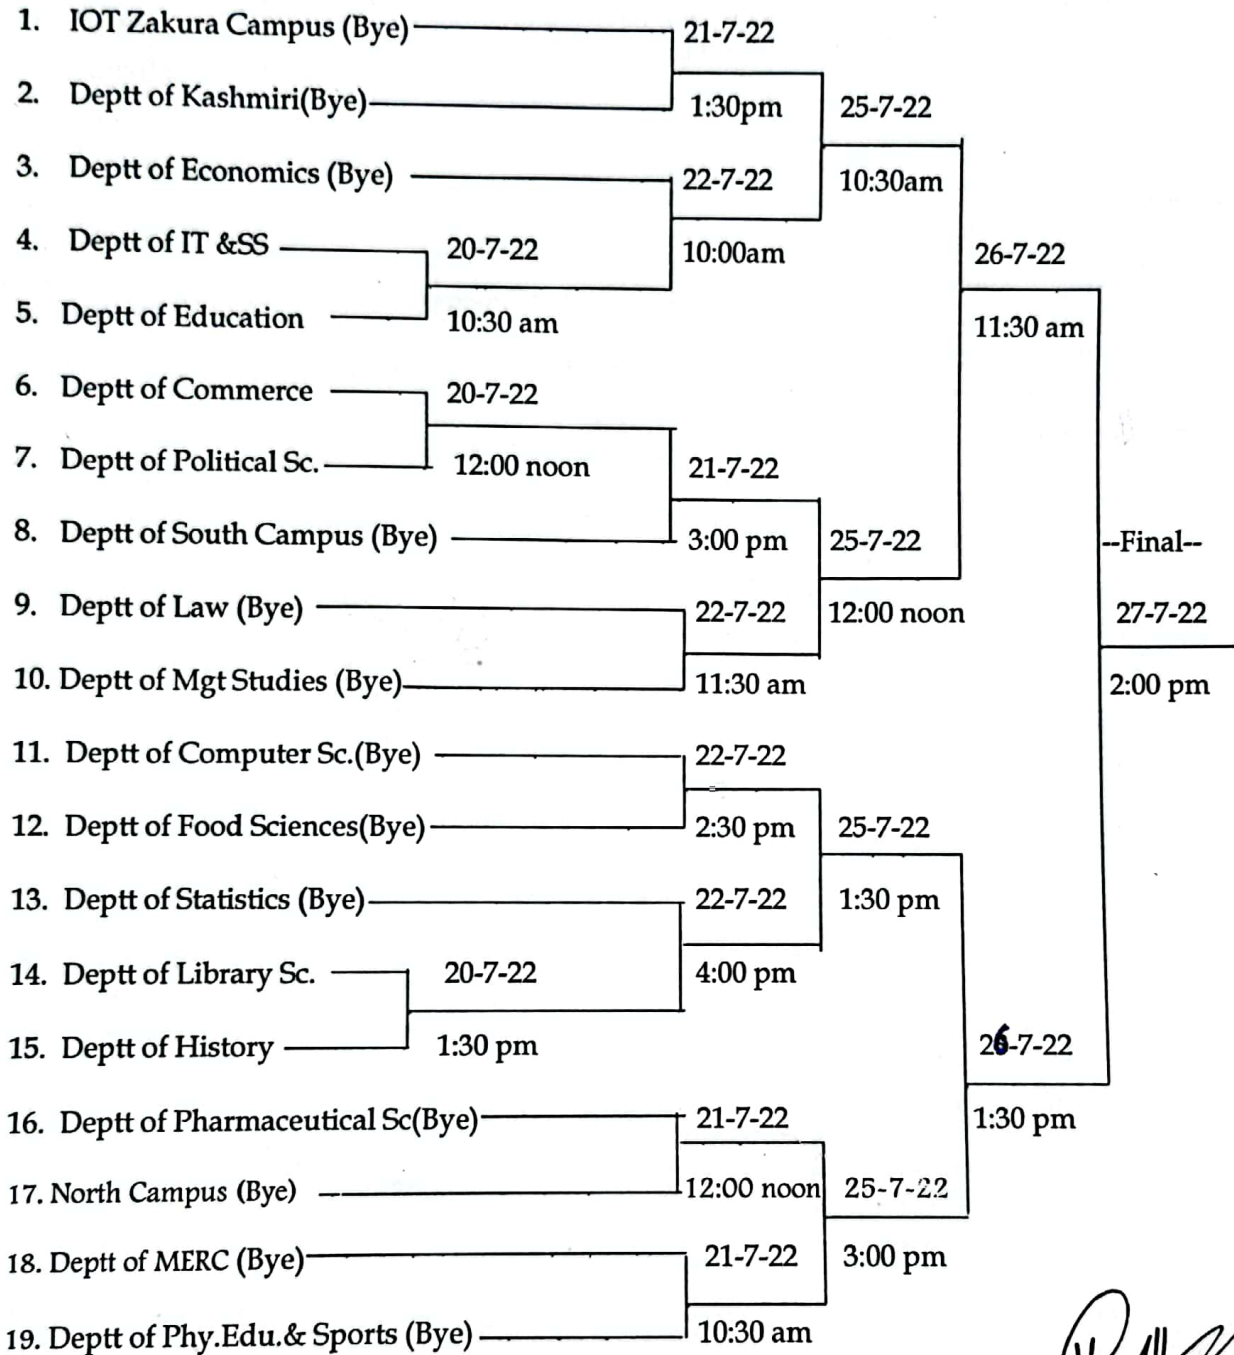 1. IOT Zakura Campus (Bye) 21-7-22
2. Deptt of Kashmiri(Bye) 1:30pm 25-7-22
3. Deptt of Economics (Bye) 22-7-22 10:30am
4. Deptt of IT &SS 20-7-22 10:00am 26-7-22
5. Deptt of Education 10:30 am 11:30 am
6. Deptt of Commerce 20-7-22
7. Deptt of Political Sc. 12:00 noon 21-7-22
8. Deptt of South Campus (Bye) 3:00 pm 25-7-22 --Final--
9. Deptt of Law (Bye) 22-7-22 12:00 noon 27-7-22
10. Deptt of Mgt Studies (Bye) 11:30 am 2:00 pm
11. Deptt of Computer Sc.(Bye) 22-7-22
12. Deptt of Food Sciences(Bye) 2:30 pm 25-7-22
13. Deptt of Statistics (Bye) 22-7-22 1:30 pm
14. Deptt of Library Sc. 20-7-22 4:00 pm
15. Deptt of History 1:30 pm 26-7-22
16. Deptt of Pharmaceutical Sc(Bye) 21-7-22 1:30 pm
17. North Campus (Bye) 12:00 noon 25-7-22
18. Deptt of MERC (Bye) 21-7-22 3:00 pm
19. Deptt of Phy.Edu.& Sports (Bye) 10:30 am